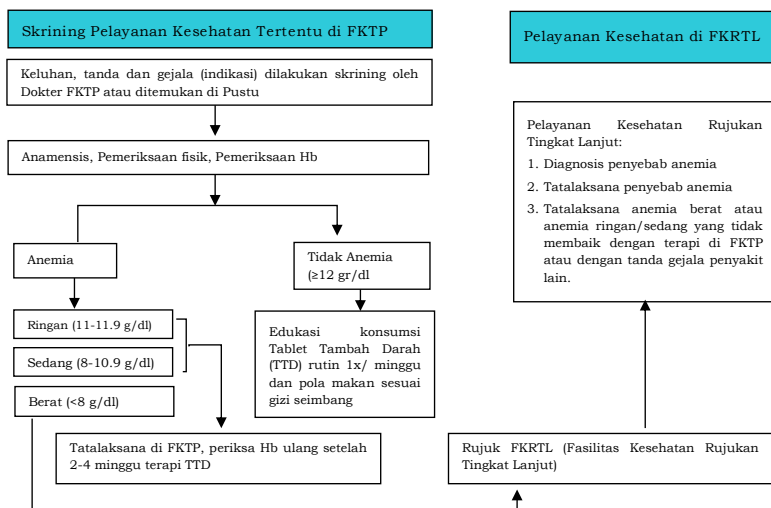 Skrining Pelayanan Kesehatan Tertentu di FKTP
Pelayanan Kesehatan di FKRTL
Keluhan, tanda dan gejala (indikasi) dilakukan skrining oleh
Dokter FKTP atau ditemukan di Pustu
Anamensis, Pemeriksaan fisik, Pemeriksaan Hb
Anemia
Tidak Anemia
(≥12 gr/dl
Ringan (11-11.9 g/dl)
Sedang (8-10.9 g/dl)
Berat (<8 g/dl)
Edukasi konsumsi
Tablet Tambah Darah
(TTD) rutin 1x/ minggu
dan pola makan sesuai
gizi seimbang
Tatalaksana di FKTP, periksa Hb ulang setelah
2-4 minggu terapi TTD
Pelayanan Kesehatan Rujukan
Tingkat Lanjut:
1. Diagnosis penyebab anemia
2. Tatalaksana penyebab anemia
3. Tatalaksana anemia berat atau
anemia ringan/sedang yang tidak
membaik dengan terapi di FKTP
atau dengan tanda gejala penyakit
lain.
Rujuk FKRTL (Fasilitas Kesehatan Rujukan
Tingkat Lanjut)